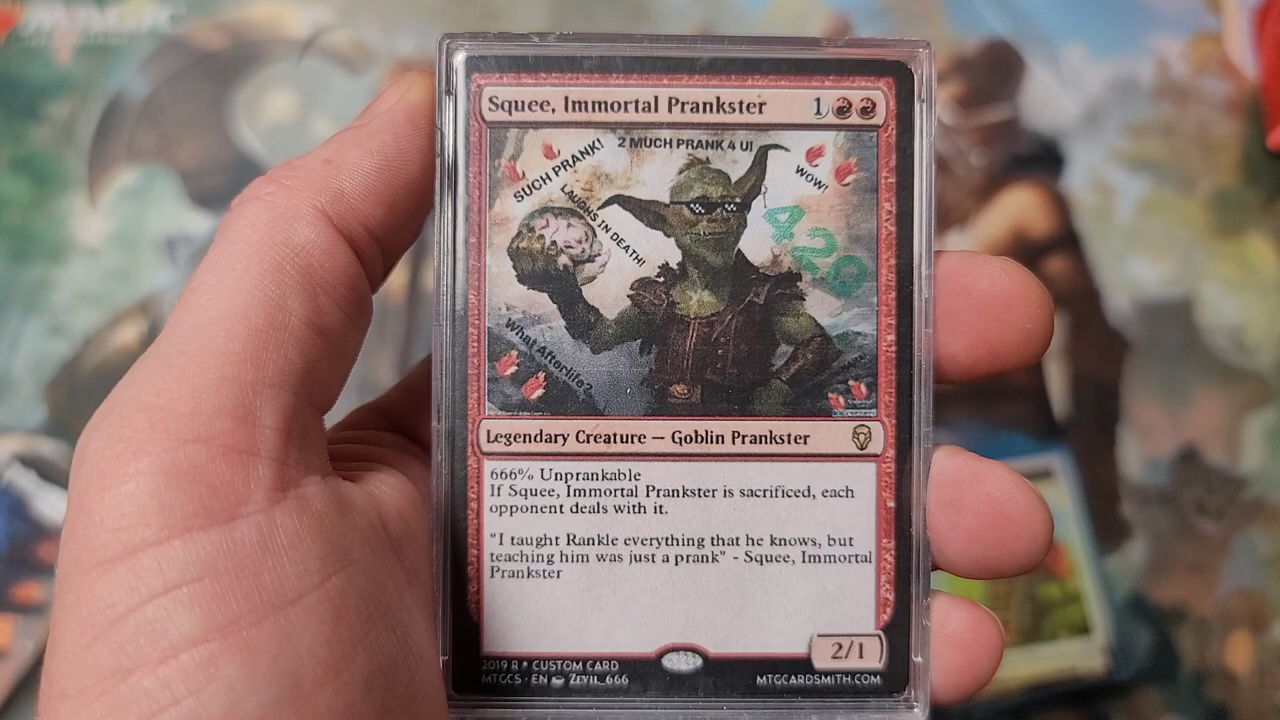 MAGIC
Squee, Immortal Prankster 1
SUCH PRANK!
2 MUCH PRANK 4 U!
WOW!
LAUGHS IN DEATH!
420
What Afterlife?
Legendary Creature — Goblin Prankster
666% Unprankable
If Squee, Immortal Prankster is sacrificed, each
opponent deals with it.
"I taught Rankle everything that he knows, but
teaching him was just a prank" - Squee, Immortal
Prankster
2/1
2019 R * CUSTOM CARD
MTGCS · EN ZEVIL_666
MTGCARDSMITH.COM